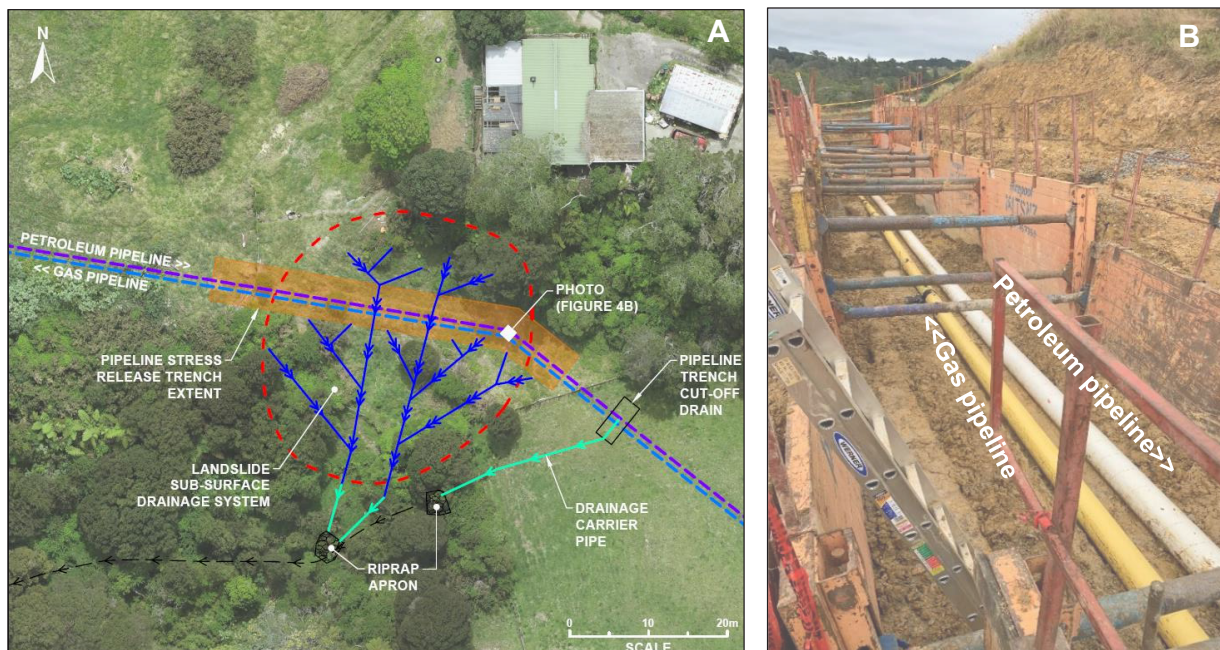 A
N
PETROLEUM PIPELINE >>
<< GAS PIPELINE
PHOTO
(FIGURE 4B)
PIPELINE STRESS
RELEASE TRENCH
EXTENT
PIPELINE
TRENCH
CUT-OFF
DRAIN
LANDSLIDE
SUB-SURFACE
DRAINAGE SYSTEM
DRAINAGE
CARRIER
PIPE
RIPRAP
APRON
0 10 20m
SCALE
B
<<Gas pipeline
Petroleum pipeline>>
WERNER